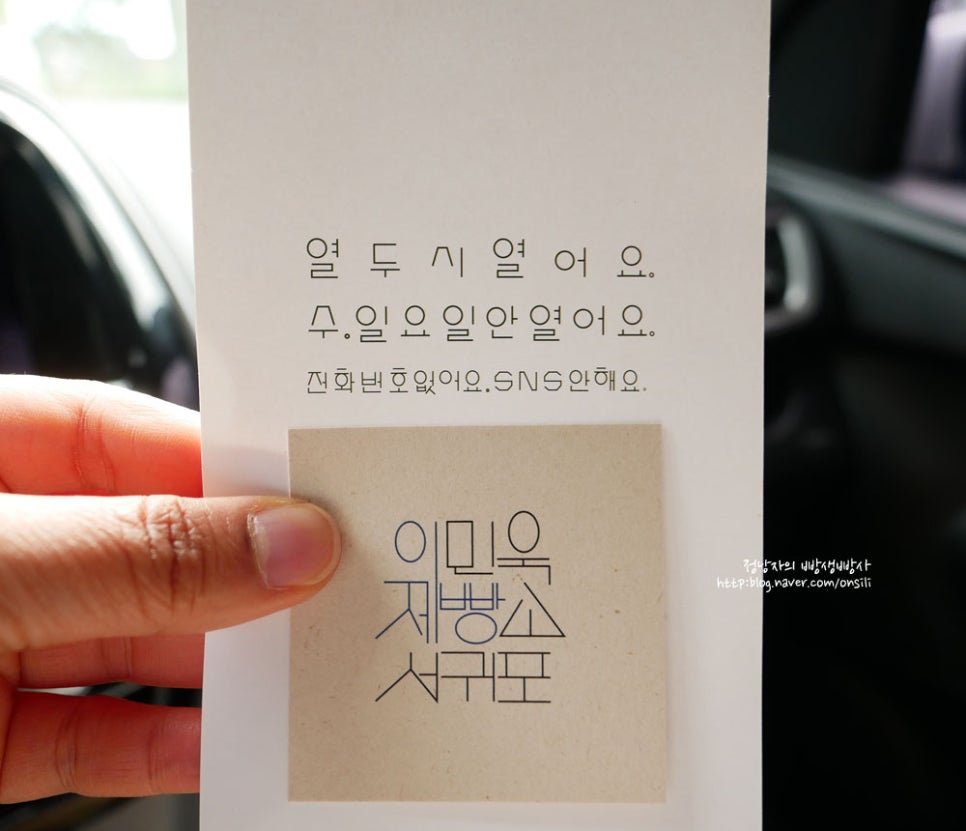 열두시열어요.
수.일요일안열어요.
전화번호없어요.SNS안해요.
이민욱
제빵소
서귀포
정남자의 빵생빵사
http:blog.naver.com/onsili